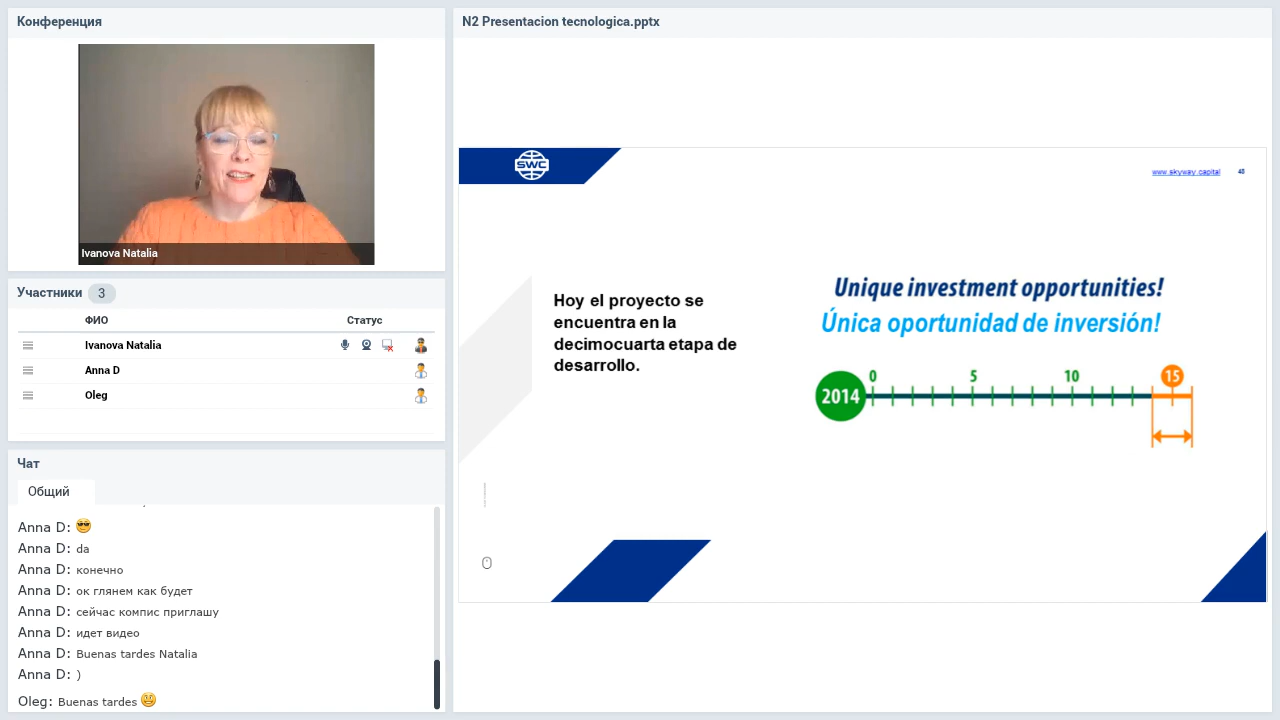 Конференция
Ivanova Natalia
Участники 3
ФИО Статус
Ivanova Natalia
Anna D
Oleg
Чат
Общий
Anna D: 😎
Anna D: da
Anna D: конечно
Anna D: ок глянем как будет
Anna D: сейчас компис приглашу
Anna D: идет видео
Anna D: Buenas tardes Natalia
Anna D: )
Oleg: Buenas tardes
N2 Presentacion tecnologica.pptx
SWC
www.skyway.capital
Hoy el proyecto se
encuentra en la
decimocuarta etapa de
desarrollo.
Unique investment opportunities!
Única oportunidad de inversión!
2014 0 5 10 15